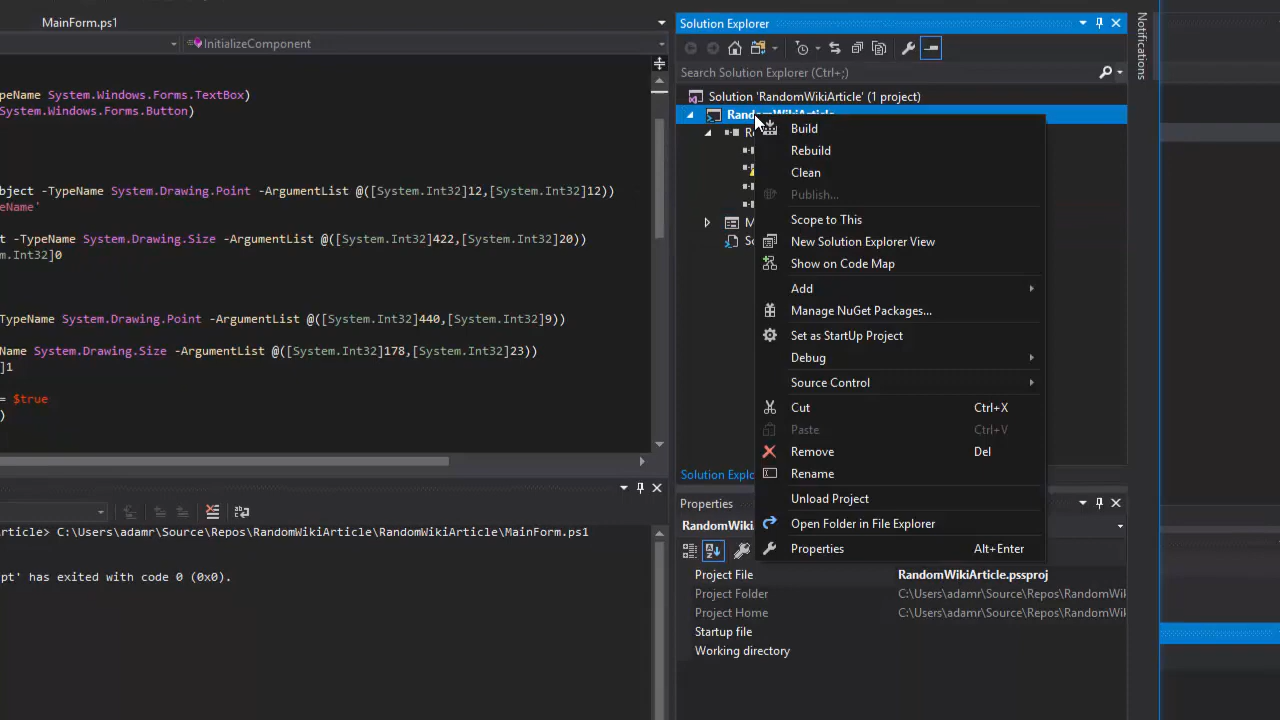 MainForm.ps1
InitializeComponent
peName System.Windows.Forms.TextBox)
System.Windows.Forms.Button)
bject -TypeName System.Drawing.Point -ArgumentList @([System.Int32]12,[System.Int32]12))
eName'
t -TypeName System.Drawing.Size -ArgumentList @([System.Int32]422,[System.Int32]20))
em.Int32]0
TypeName System.Drawing.Point -ArgumentList @([System.Int32]440,[System.Int32]9))
Name System.Drawing.Size -ArgumentList @([System.Int32]178,[System.Int32]23))
]1
= $true
)
rticle> C:\Users\adamr\Source\Repos\RandomWikiArticle\RandomWikiArticle\MainForm.ps1
pt' has exited with code 0 (0x0).
Solution Explorer
Search Solution Explorer (Ctrl+;)
Solution 'RandomWikiArticle' (1 project)
RandomWikiArticle
Build
Rebuild
Clean
Publish...
Scope to This
New Solution Explorer View
Show on Code Map
Add
Manage NuGet Packages...
Set as StartUp Project
Debug
Source Control
Cut Ctrl+X
Paste Ctrl+V
Remove Del
Rename
Unload Project
Open Folder in File Explorer
Properties Alt+Enter
Solution Explo
Properties
RandomWiki
Project File RandomWikiArticle.pssproj
Project Folder C:\Users\adamr\Source\Repos\RandomWik
Project Home C:\Users\adamr\Source\Repos\RandomWik
Startup file
Working directory
Notifications